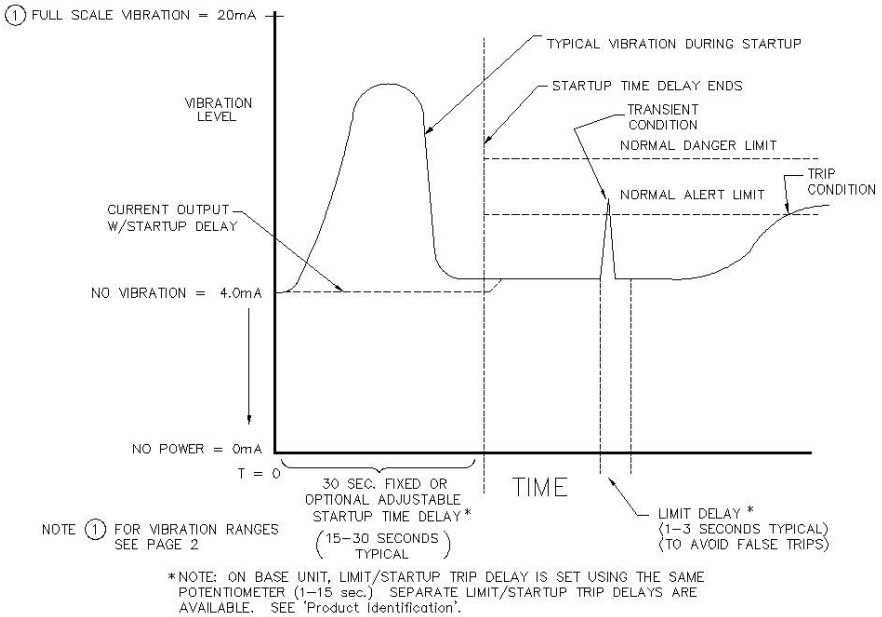 ① FULL SCALE VIBRATION = 20mA
TYPICAL VIBRATION DURING STARTUP
STARTUP TIME DELAY ENDS
VIBRATION
LEVEL
TRANSIENT
CONDITION
NORMAL DANGER LIMIT
TRIP
CONDITION
NORMAL ALERT LIMIT
CURRENT OUTPUT
W/STARTUP DELAY
NO VIBRATION = 4.0mA
NO POWER = 0mA
T = 0
30 SEC. FIXED OR
OPTIONAL ADJUSTABLE
STARTUP TIME DELAY *
(15-30 SECONDS
TYPICAL)
TIME
LIMIT DELAY *
(1-3 SECONDS TYPICAL)
(TO AVOID FALSE TRIPS)
NOTE ① FOR VIBRATION RANGES
SEE PAGE 2
* NOTE: ON BASE UNIT, LIMIT/STARTUP TRIP DELAY IS SET USING THE SAME
POTENTIOMETER (1-15 sec.) SEPARATE LIMIT/STARTUP TRIP DELAYS ARE
AVAILABLE. SEE 'Product Identification'.